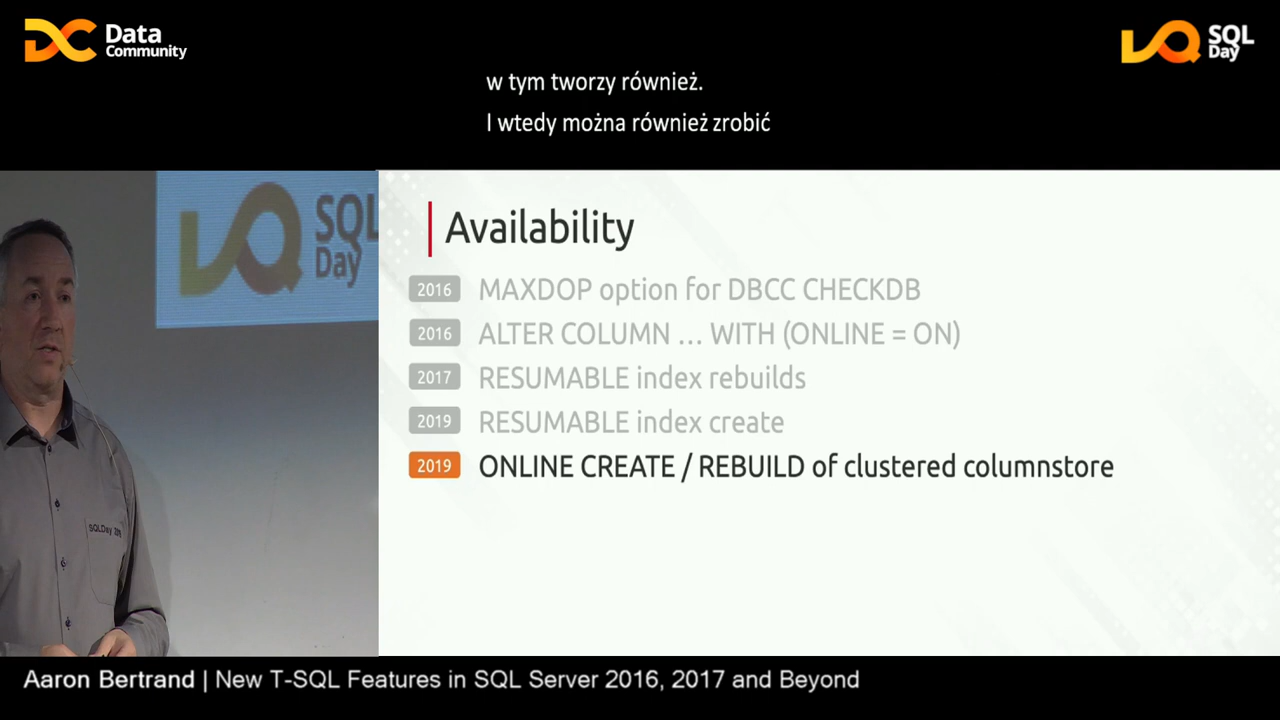 Data
Community
SQL
Day
w tym tworzy również.
I wtedy można również zrobić
SQL
Day
Availability
2016 MAXDOP option for DBCC CHECKDB
2016 ALTER COLUMN … WITH (ONLINE = ON)
2017 RESUMABLE index rebuilds
2019 RESUMABLE index create
2019 ONLINE CREATE / REBUILD of clustered columnstore
Aaron Bertrand | New T-SQL Features in SQL Server 2016, 2017 and Beyond